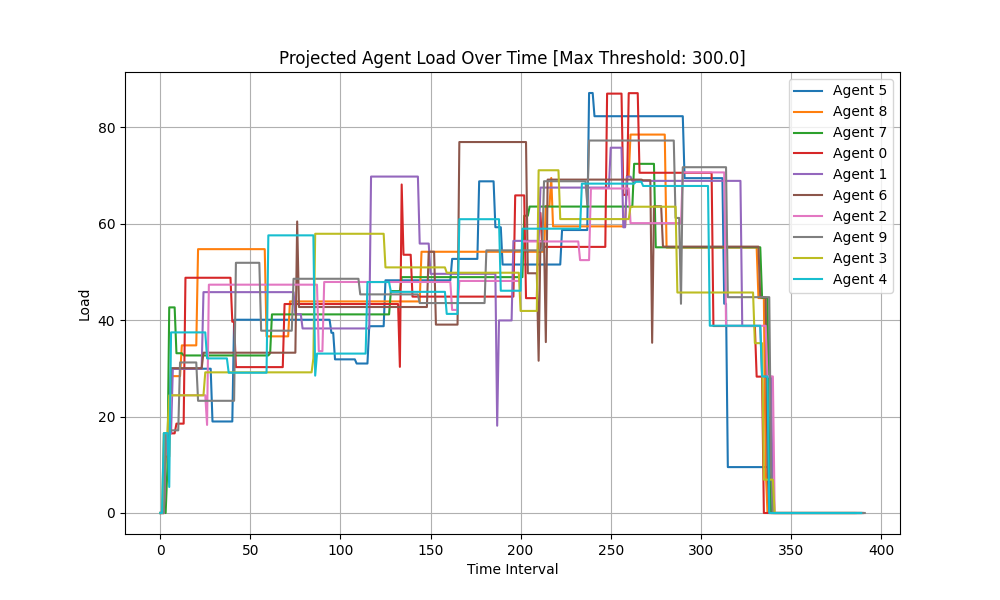 Projected Agent Load Over Time [Max Threshold: 300.0]
Load
80
60
40
20
0
0 50 100 150 200 250 300 350 400
Time Interval
Agent 5
Agent 8
Agent 7
Agent 0
Agent 1
Agent 6
Agent 2
Agent 9
Agent 3
Agent 4